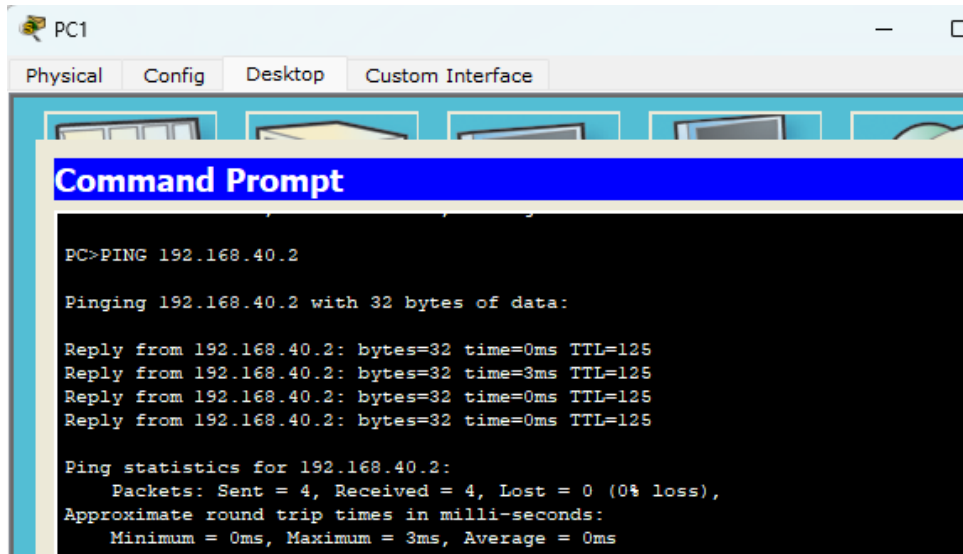 PC1
Physical Config Desktop Custom Interface
Command Prompt
PC>PING 192.168.40.2
Pinging 192.168.40.2 with 32 bytes of data:
Reply from 192.168.40.2: bytes=32 time=0ms TTL=125
Reply from 192.168.40.2: bytes=32 time=3ms TTL=125
Reply from 192.168.40.2: bytes=32 time=0ms TTL=125
Reply from 192.168.40.2: bytes=32 time=0ms TTL=125
Ping statistics for 192.168.40.2:
Packets: Sent = 4, Received = 4, Lost = 0 (0% loss),
Approximate round trip times in milli-seconds:
Minimum = 0ms, Maximum = 3ms, Average = 0ms